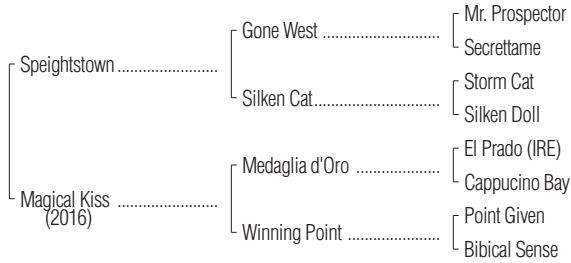 Mr. Prospector
Gone West ........................
Secrettame
Speightstown ........................
Storm Cat
Silken Cat ........................
Silken Doll
El Prado (IRE)
Medaglia d'Oro ........................
Cappucino Bay
Magical Kiss ........................
(2016)
Point Given
Winning Point ........................
Bibical Sense